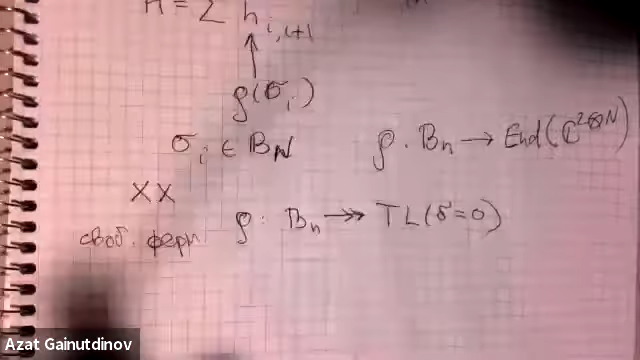 H = Σ h_{i,i+1}
↑
ρ(σ_i)
σ_i ∈ B_N ρ. B_n → End(ℂ^{2⊗N})
XX
своб. ферм ρ: B_n ↠ TL(δ=0)
Azat Gainutdinov